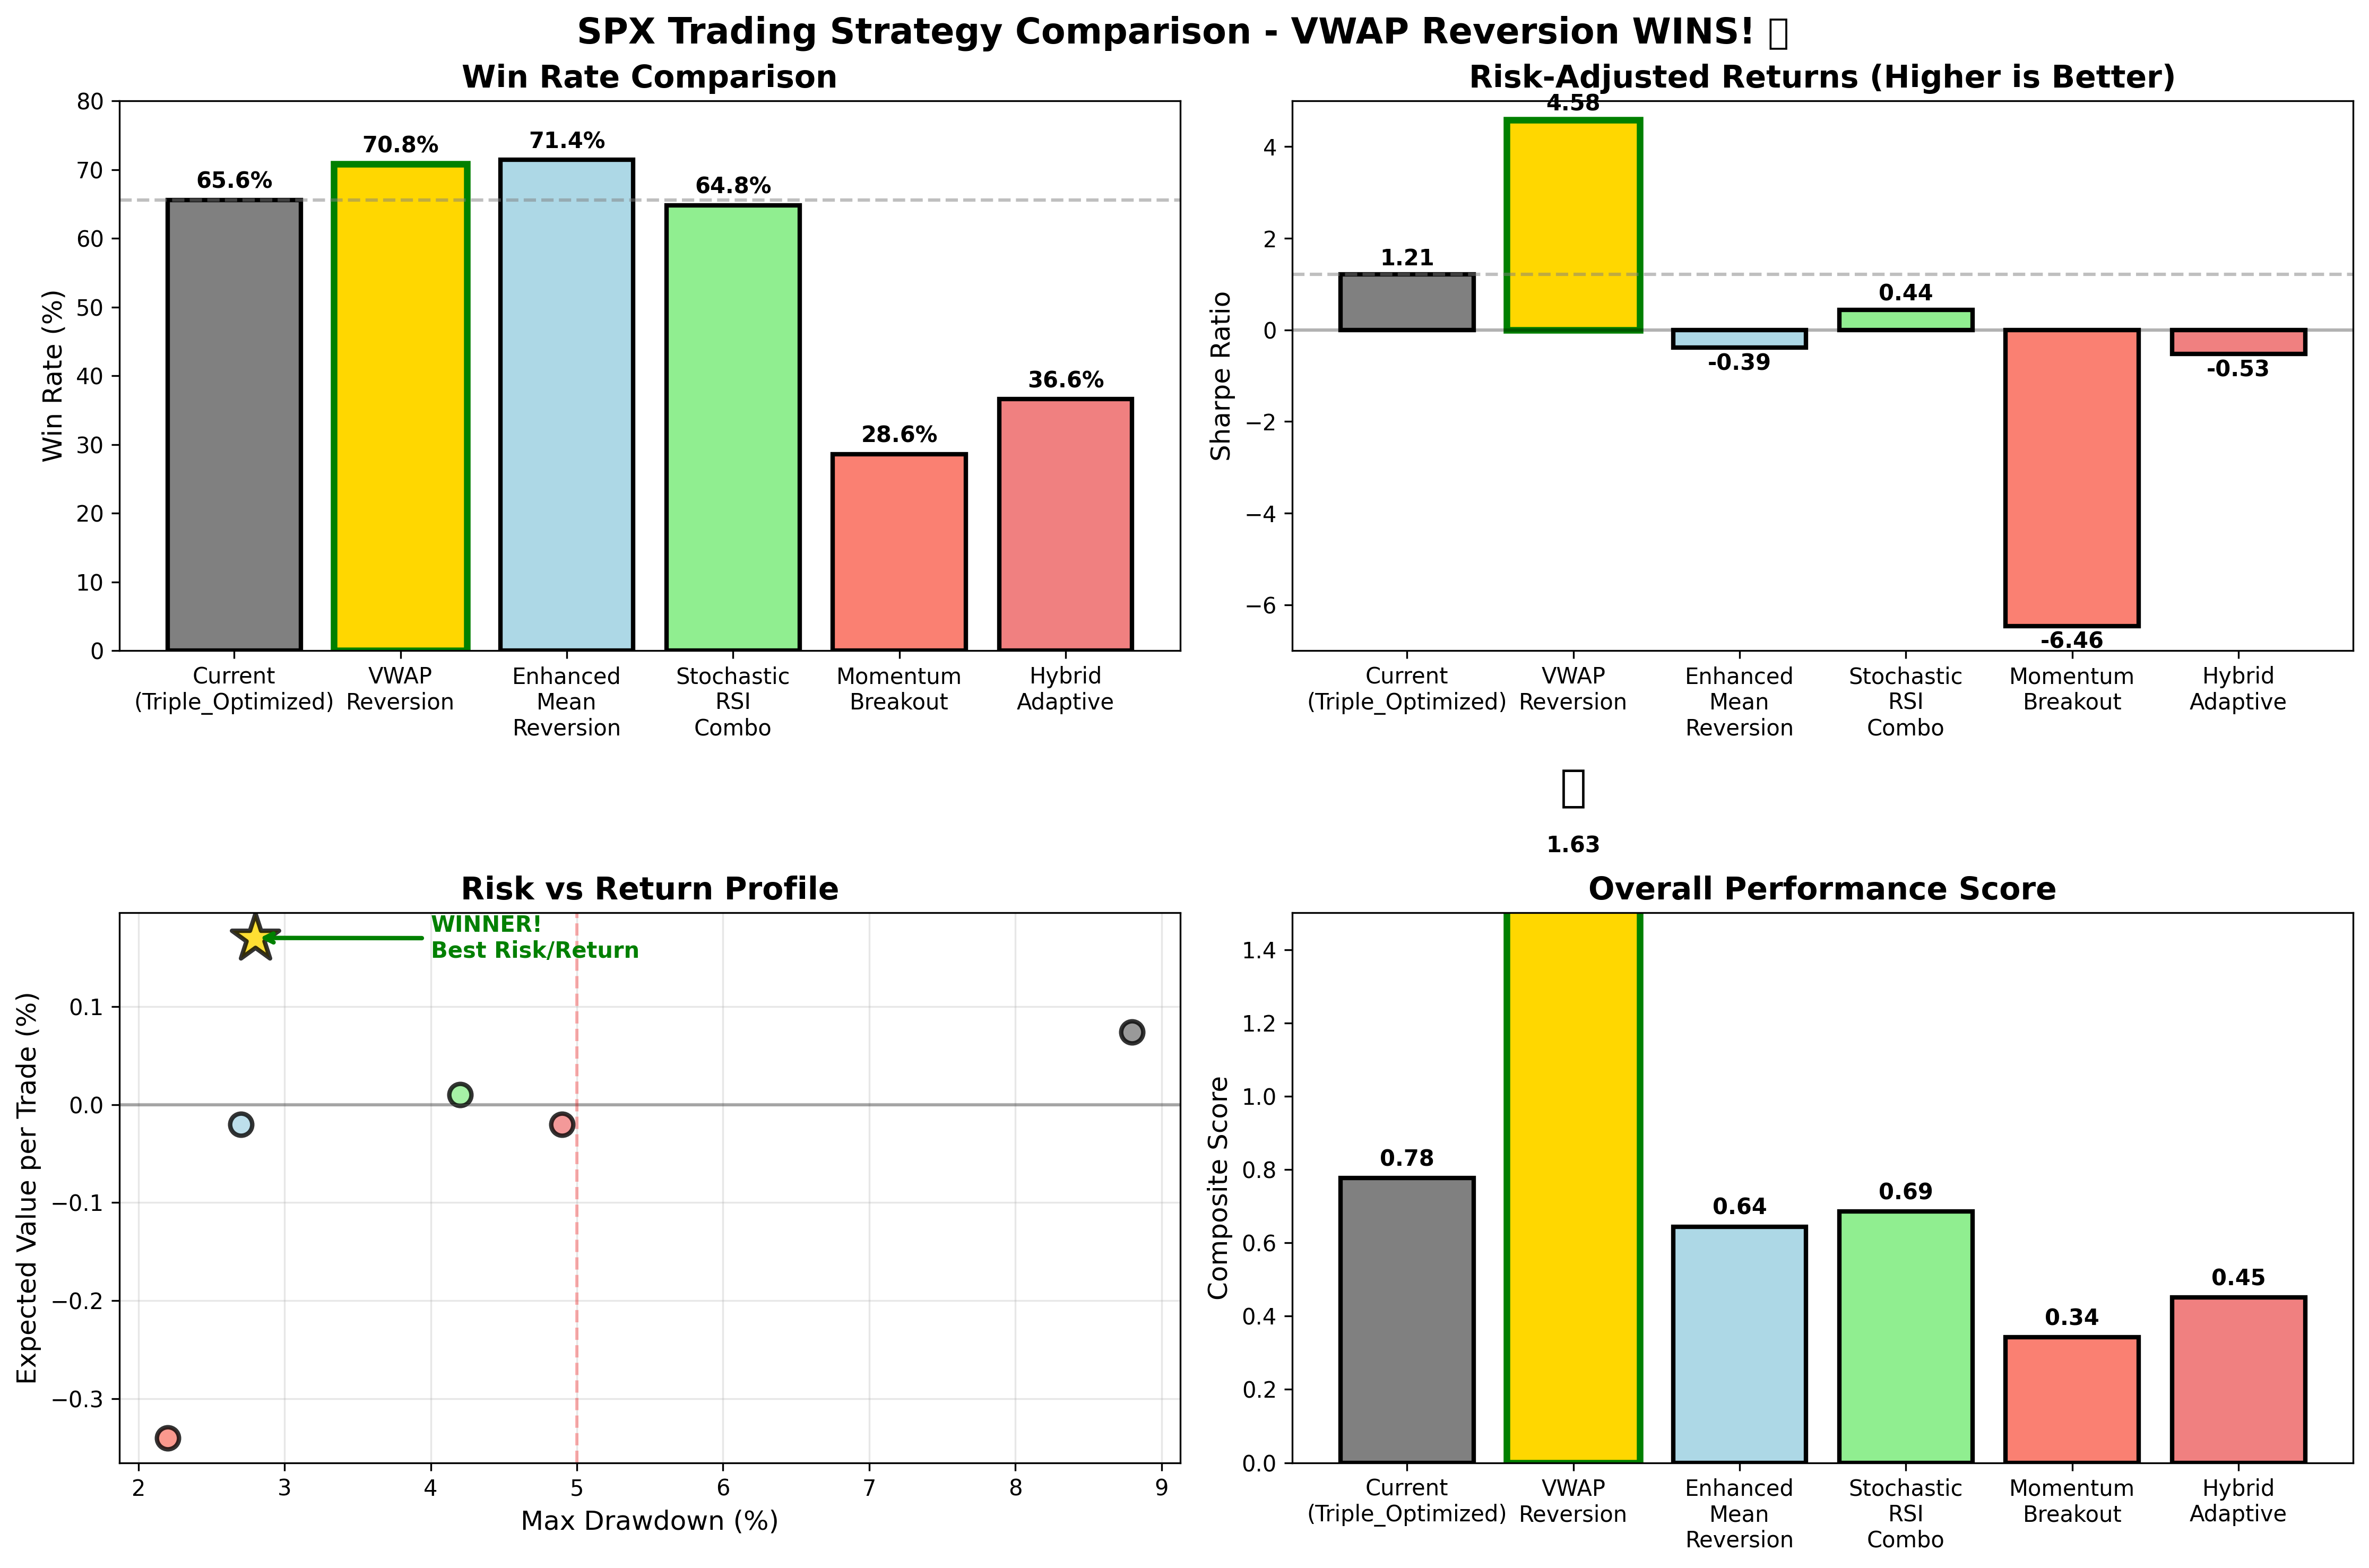 SPX Trading Strategy Comparison - VWAP Reversion WINS! 
Win Rate Comparison
Win Rate (%)
80
70
60
50
40
30
20
10
0
65.6%
70.8%
71.4%
64.8%
28.6%
36.6%
Current
(Triple_Optimized)
VWAP
Reversion
Enhanced
Mean
Reversion
Stochastic
RSI
Combo
Momentum
Breakout
Hybrid
Adaptive
Risk-Adjusted Returns (Higher is Better)
Sharpe Ratio
4
2
0
−2
−4
−6
1.21
4.58
-0.39
0.44
-6.46
-0.53
Current
(Triple_Optimized)
VWAP
Reversion
Enhanced
Mean
Reversion
Stochastic
RSI
Combo
Momentum
Breakout
Hybrid
Adaptive
Risk vs Return Profile
Expected Value per Trade (%)
0.1
0.0
−0.1
−0.2
−0.3
WINNER!
Best Risk/Return
2
3
4
5
6
7
8
9
Max Drawdown (%)
1.63
Overall Performance Score
Composite Score
1.4
1.2
1.0
0.8
0.6
0.4
0.2
0.0
0.78
0.64
0.69
0.34
0.45
Current
(Triple_Optimized)
VWAP
Reversion
Enhanced
Mean
Reversion
Stochastic
RSI
Combo
Momentum
Breakout
Hybrid
Adaptive